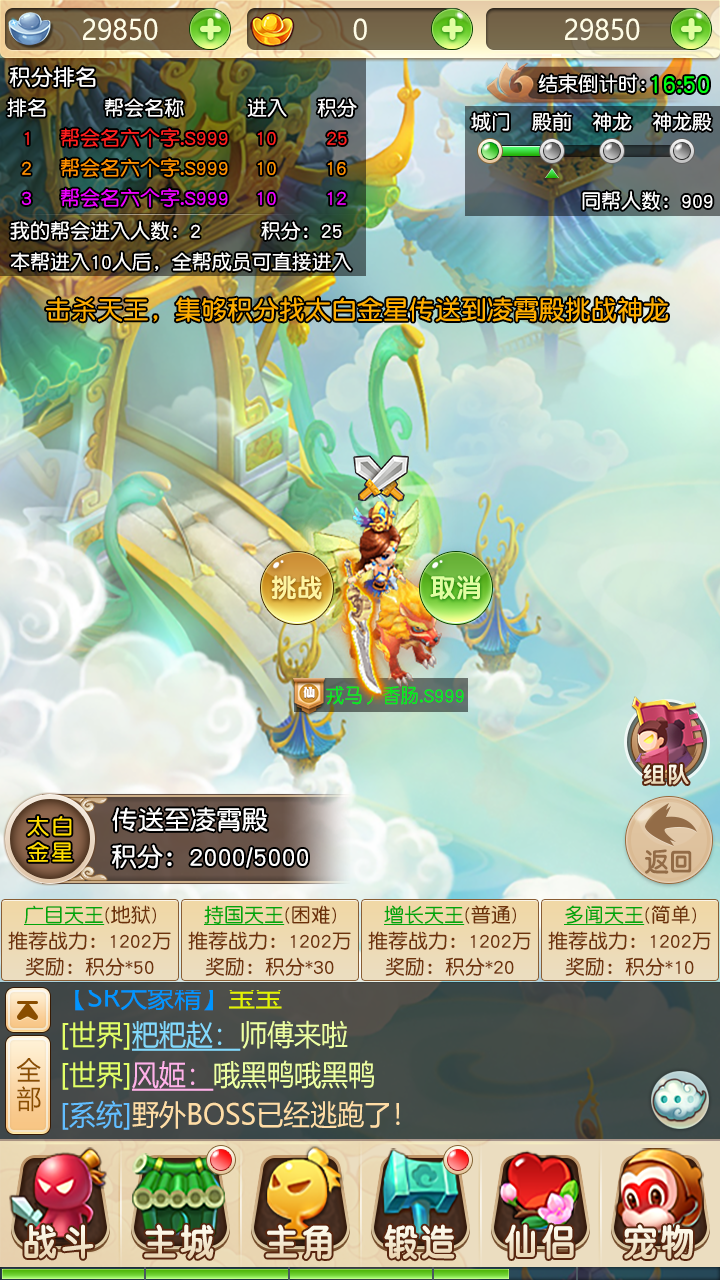 29850 0 29850
积分排名
排名 帮会名称 进入 积分
1 帮会名六个字.S999 10 25
2 帮会名六个字.S999 10 16
3 帮会名六个字.S999 10 12
我的帮会进入人数：2 积分：25
本帮进入10人后，全帮成员可直接进入
结束倒计时：16:50
城门 殿前 神龙 神龙殿
同帮人数：909
击杀天王，集够积分找太白金星传送到凌霄殿挑战神龙
挑战 取消
仙 戎马丿香肠.S999
组队
太白金星
传送至凌霄殿
积分：2000/5000
返回
广目天王(地狱) 持国天王(困难) 增长天王(普通) 多闻天王(简单)
推荐战力：1202万 推荐战力：1202万 推荐战力：1202万 推荐战力：1202万
奖励：积分*50 奖励：积分*30 奖励：积分*20 奖励：积分*10
全部
【SR大象精】宝宝
[世界]粑粑赵：师傅来啦
[世界]风姬：哦黑鸭哦黑鸭
[系统]野外BOSS已经逃跑了！
战斗 主城 主角 锻造 仙侣 宠物